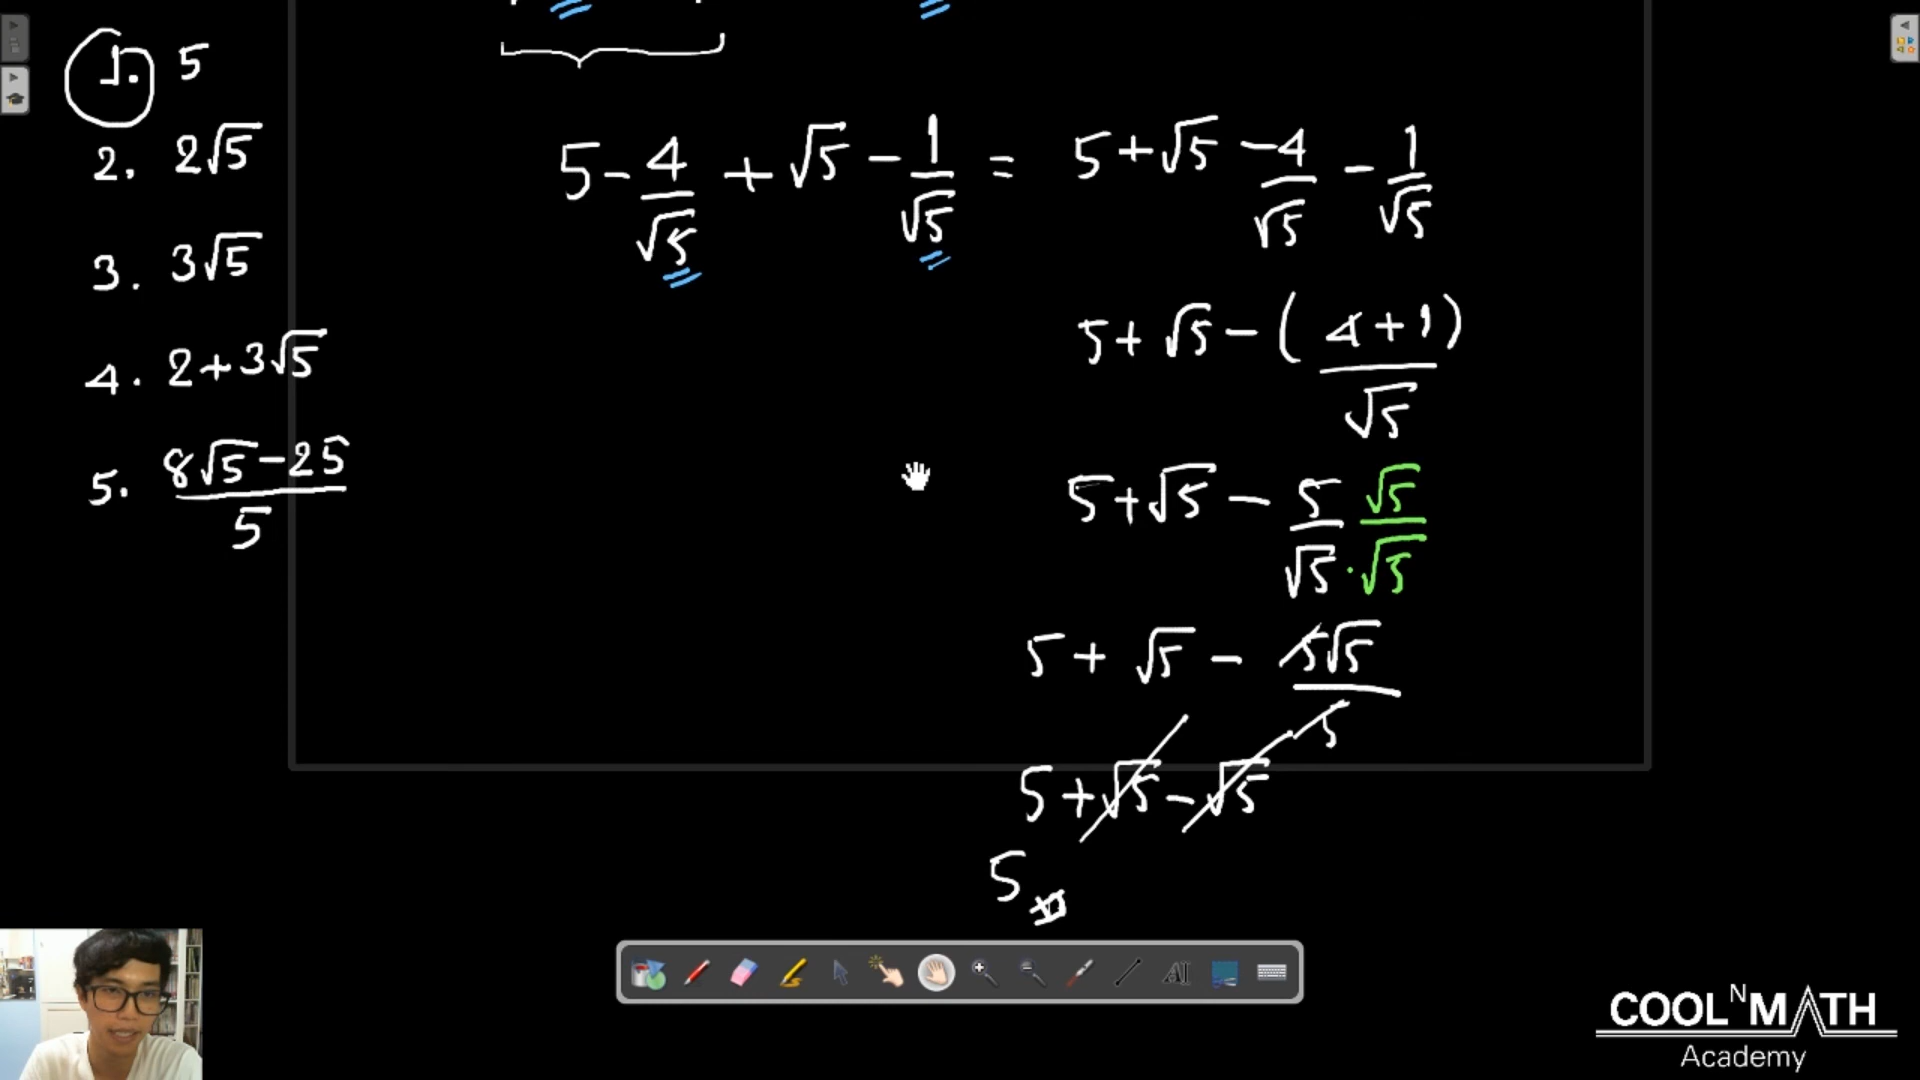 1. 5
2. 2√5
3. 3√5
4. 2+3√5
5. (8√5-25)/5
5 - 4/√5 + √5 - 1/√5 = 5+√5 -4/√5 - 1/√5
5+√5-(4+1)/√5
5+√5 - 5/√5 · √5/√5
5+√5 - 5√5/5
5+√5-√5
5
AI
COOL N MATH
Academy